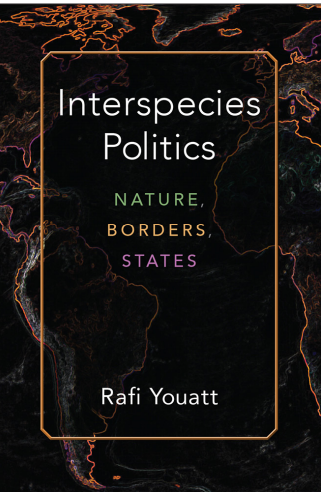 Interspecies
Politics
NATURE,
BORDERS,
STATES
Rafi Youatt